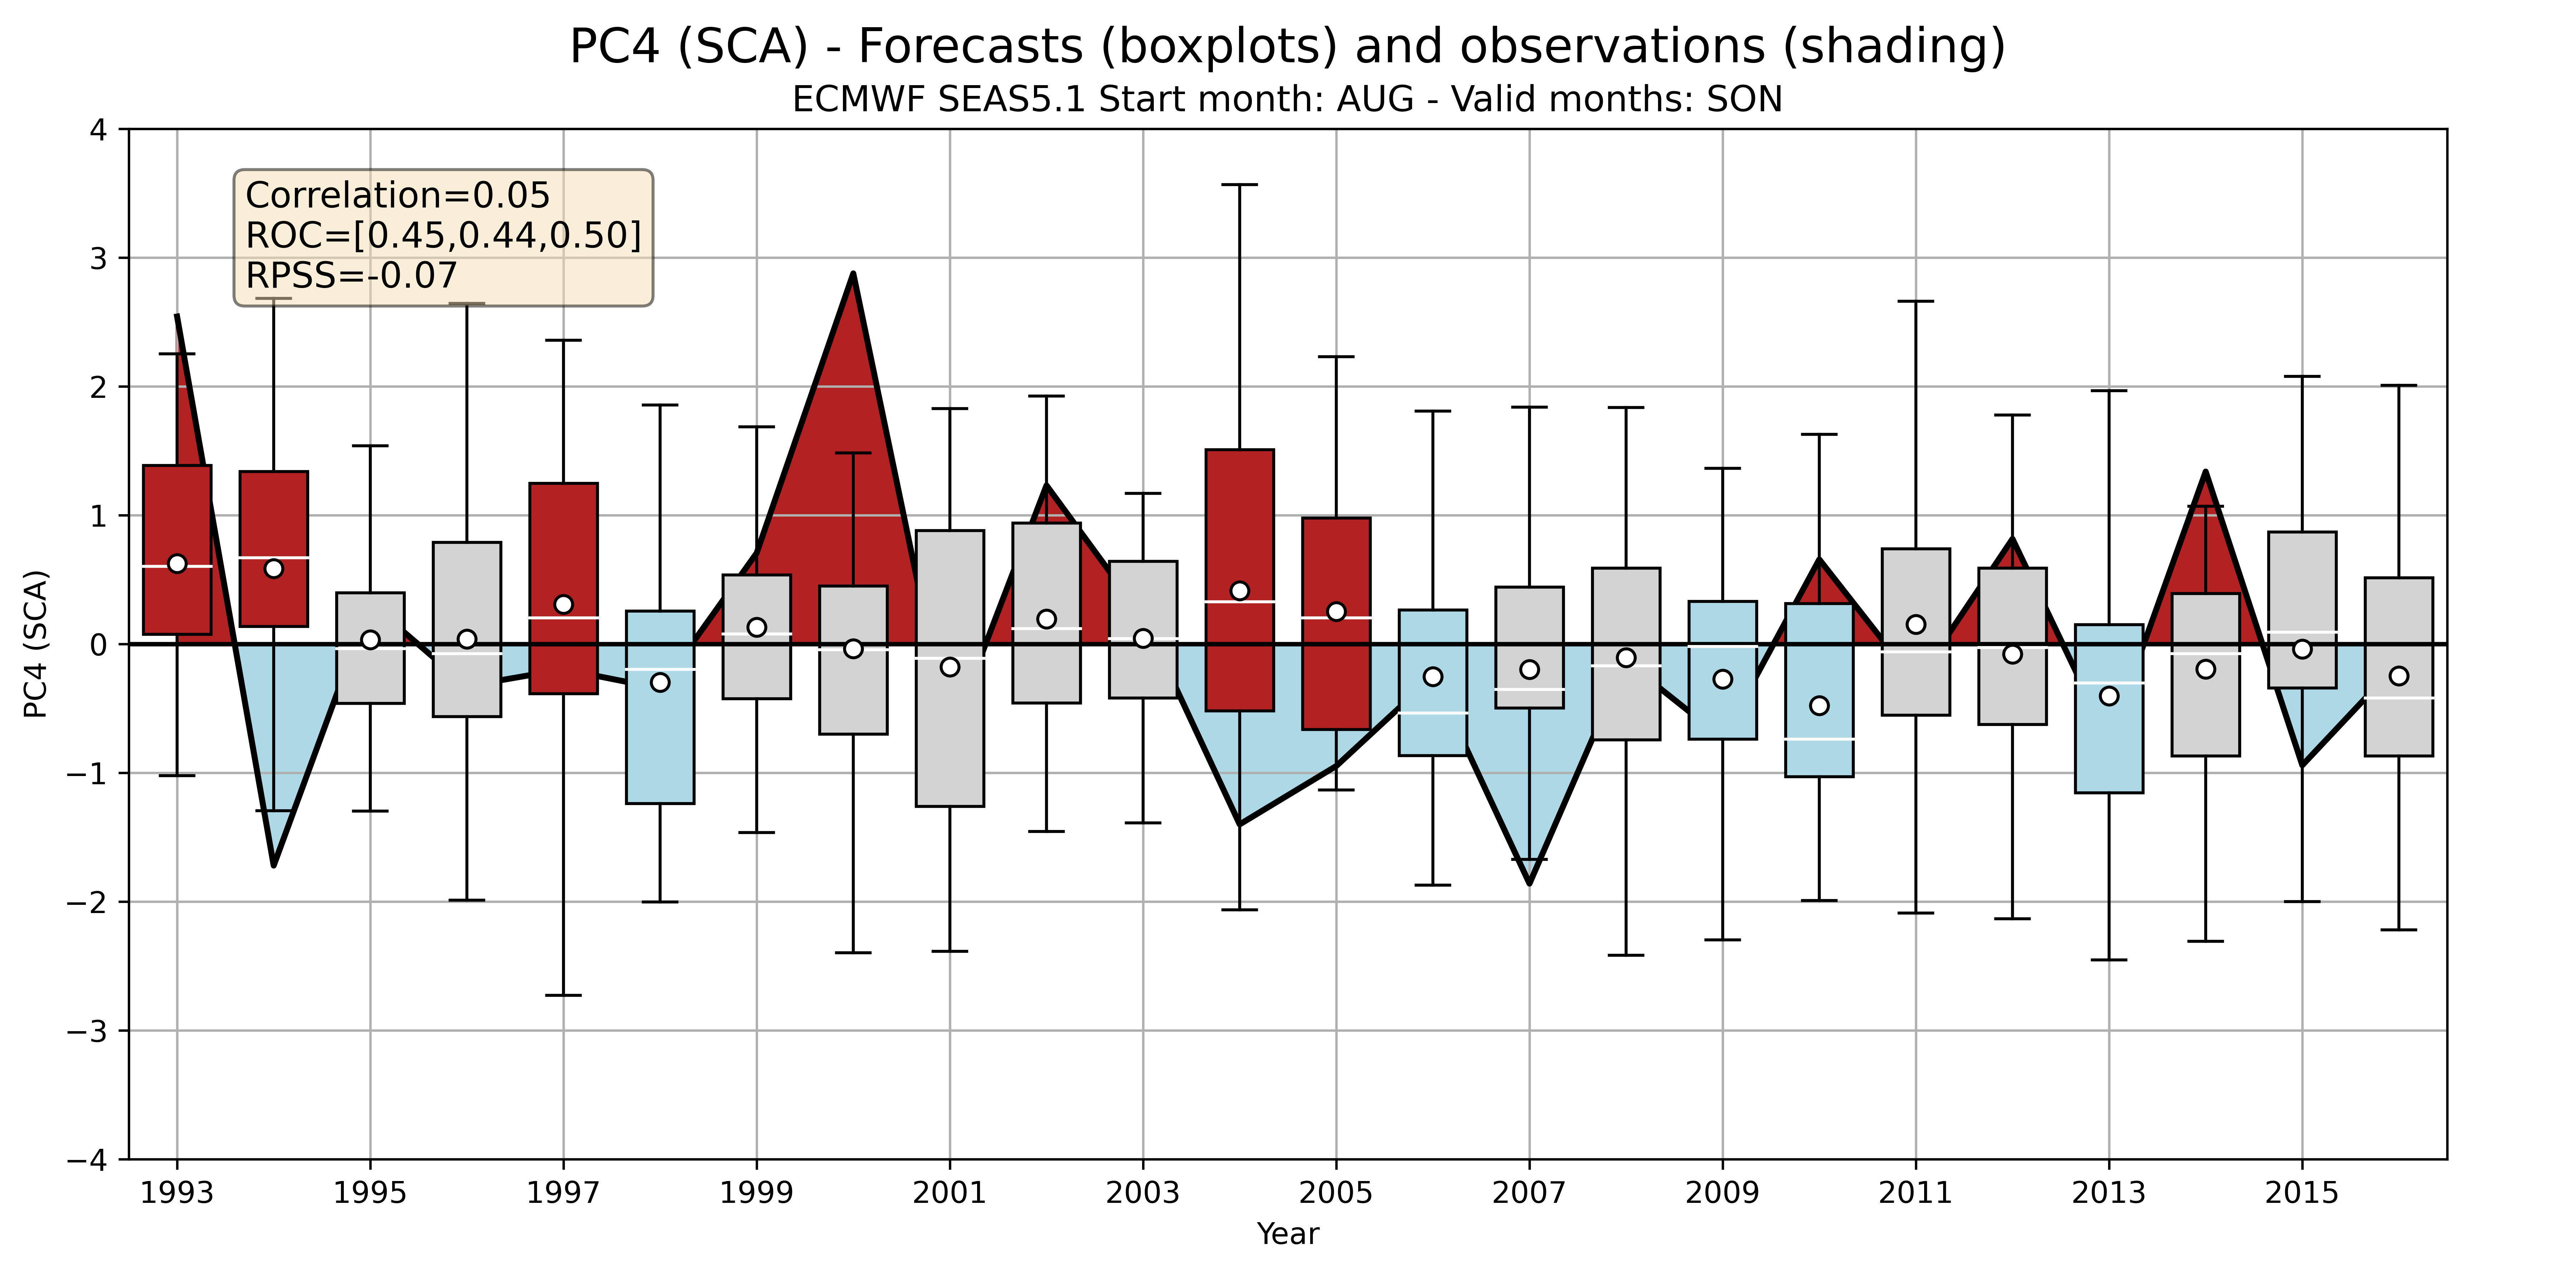 PC4 (SCA) - Forecasts (boxplots) and observations (shading)
ECMWF SEAS5.1 Start month: AUG - Valid months: SON
Correlation=0.05
ROC=[0.45,0.44,0.50]
RPSS=-0.07
PC4 (SCA)
4
3
2
1
0
−1
−2
−3
−4
1993 1995 1997 1999 2001 2003 2005 2007 2009 2011 2013 2015
Year